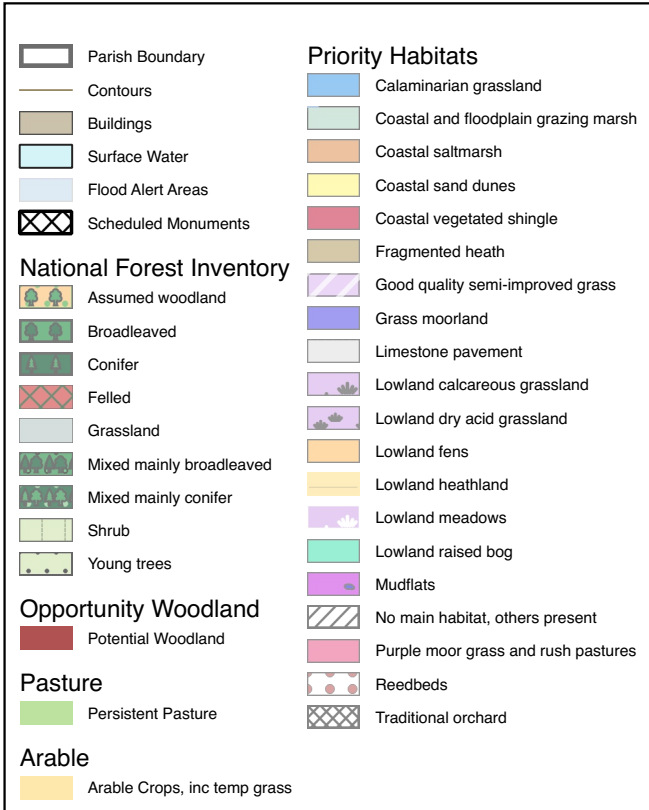 Parish Boundary
Contours
Buildings
Surface Water
Flood Alert Areas
Scheduled Monuments
National Forest Inventory
Assumed woodland
Broadleaved
Conifer
Felled
Grassland
Mixed mainly broadleaved
Mixed mainly conifer
Shrub
Young trees
Opportunity Woodland
Potential Woodland
Pasture
Persistent Pasture
Arable
Arable Crops, inc temp grass
Priority Habitats
Calaminarian grassland
Coastal and floodplain grazing marsh
Coastal saltmarsh
Coastal sand dunes
Coastal vegetated shingle
Fragmented heath
Good quality semi-improved grass
Grass moorland
Limestone pavement
Lowland calcareous grassland
Lowland dry acid grassland
Lowland fens
Lowland heathland
Lowland meadows
Lowland raised bog
Mudflats
No main habitat, others present
Purple moor grass and rush pastures
Reedbeds
Traditional orchard